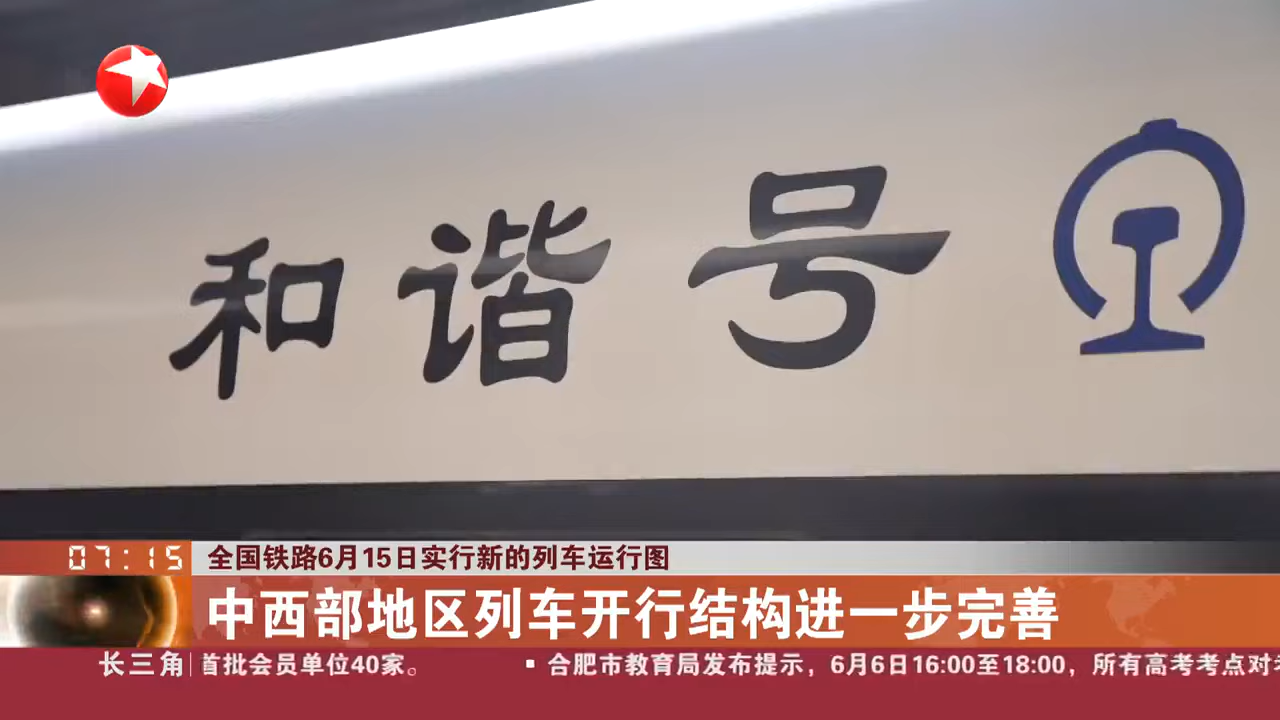 和谐号
07:15
全国铁路6月15日实行新的列车运行图
中西部地区列车开行结构进一步完善
长三角 首批会员单位40家。 ▪ 合肥市教育局发布提示，6月6日16:00至18:00，所有高考考点对